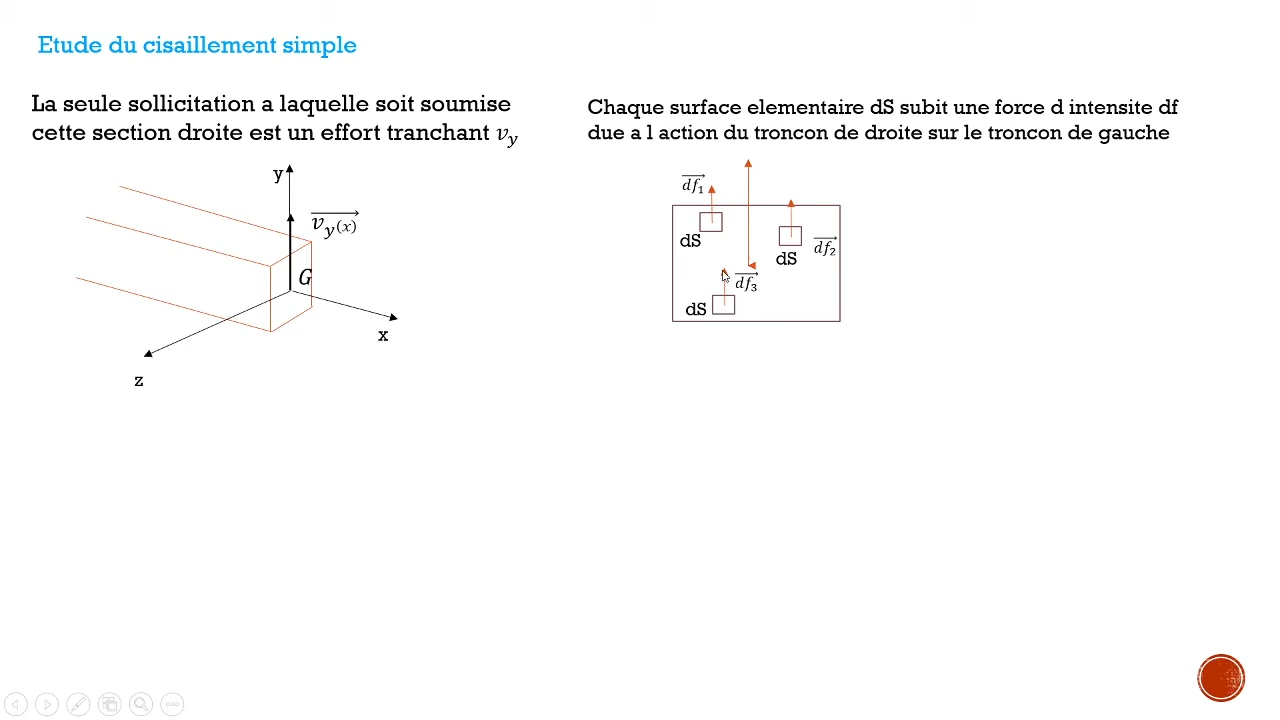 Etude du cisaillement simple
La seule sollicitation a laquelle soit soumise
cette section droite est un effort tranchant v_y
Chaque surface elementaire dS subit une force d intensite df
due a l action du troncon de droite sur le troncon de gauche
y
v_y(x)
G
x
z
df₁
dS
df₂
dS
df₃
dS